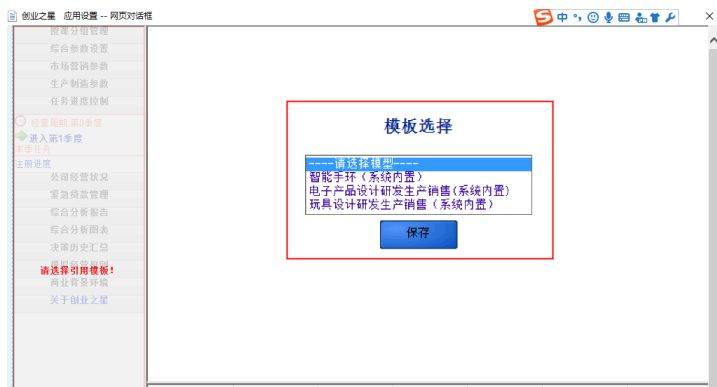 创业之星 应用设置 -- 网页对话框
中
授课分组管理
综合参数设置
市场营销参数
生产制造参数
任务进度控制
经营周期:第0季度
进入第1季度
本季任务
注册进度
公司经营状况
紧急贷款管理
综合分析报告
综合分析图表
决策历史汇总
请选择引用模板!
商业背景环境
关于创业之星
模板选择
----请选择模型----
智能手环(系统内置)
电子产品设计研发生产销售(系统内置)
玩具设计研发生产销售(系统内置)
保存